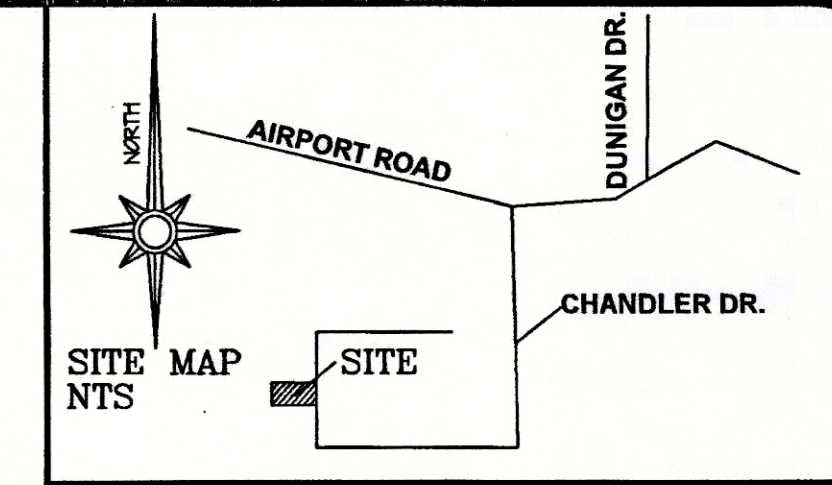 DUNIGAN DR.
NORTH
AIRPORT ROAD
CHANDLER DR.
SITE MAP
NTS
SITE